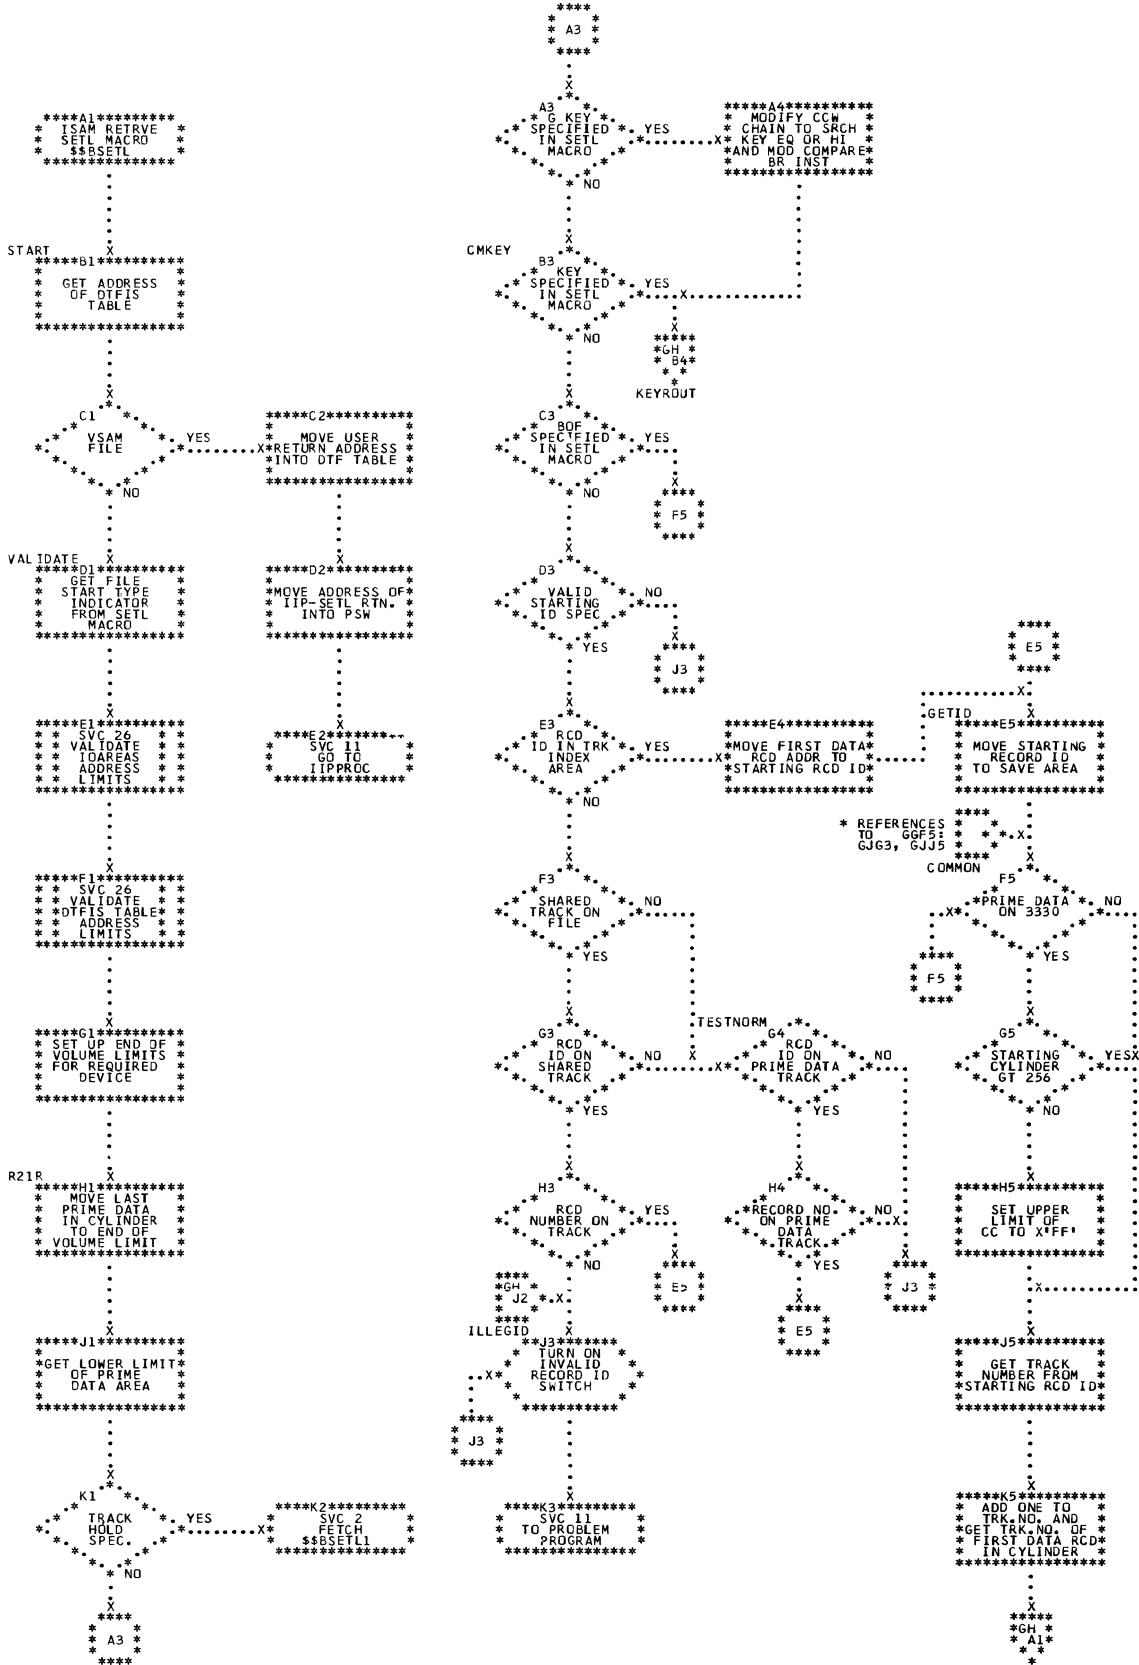 A3
A1
ISAM RETRVE
SETL MACRO
$$BSETL
START
B1
GET ADDRESS
OF DTFIS
TABLE
C1
VSAM
FILE
YES
NO
C2
MOVE USER
RETURN ADDRESS
INTO DTF TABLE
VALIDATE
D1
GET FILE
START TYPE
INDICATOR
FROM SETL
MACRO
D2
MOVE ADDRESS OF
IIP-SETL RTN.
INTO PSW
E1
SVC 26
VALIDATE
IOAREAS
ADDRESS
LIMITS
E2
SVC 11
GO TO
IIPPROC
F1
SVC 26
VALIDATE
DTFIS TABLE
ADDRESS
LIMITS
G1
SET UP END OF
VOLUME LIMITS
FOR REQUIRED
DEVICE
R21R
H1
MOVE LAST
PRIME DATA
IN CYLINDER
TO END OF
VOLUME LIMIT
J1
GET LOWER LIMIT
OF PRIME
DATA AREA
K1
TRACK
HOLD
SPEC.
YES
NO
K2
SVC 2
FETCH
$$BSETL1
A3
A3
G KEY
SPECIFIED
IN SETL
MACRO
YES
NO
A4
MODIFY CCW
CHAIN TO SRCH
KEY EQ OR HI
AND MOD COMPARE
BR INST
CMKEY
B3
KEY
SPECIFIED
IN SETL
MACRO
YES
NO
GH
B4
KEYROUT
C3
BOF
SPECIFIED
IN SETL
MACRO
YES
NO
F5
D3
VALID
STARTING
ID SPEC
NO
YES
J3
E3
RCD
ID IN TRK
INDEX
AREA
YES
NO
E4
MOVE FIRST DATA
RCD ADDR TO
STARTING RCD ID
F3
SHARED
TRACK ON
FILE
NO
YES
G3
RCD
ID ON
SHARED
TRACK
NO
YES
TESTNORM
G4
RCD
ID ON
PRIME DATA
TRACK
NO
YES
H3
RCD
NUMBER ON
TRACK
YES
NO
E5
H4
RECORD NO.
ON PRIME
DATA
TRACK
NO
YES
J3
E5
GH
J2
ILLEGID
J3
TURN ON
INVALID
RECORD ID
SWITCH
J3
K3
SVC 11
TO PROBLEM
PROGRAM
E5
GETID
E5
MOVE STARTING
RECORD ID
TO SAVE AREA
* REFERENCES
TO GGF5:
GJG3, GJJ5
COMMON
F5
PRIME DATA
ON 3330
NO
YES
F5
G5
STARTING
CYLINDER
GT 256
YES
NO
H5
SET UPPER
LIMIT OF
CC TO X'FF'
J5
GET TRACK
NUMBER FROM
STARTING RCD ID
K5
ADD ONE TO
TRK.NO. AND
GET TRK.NO. OF
FIRST DATA RCD
IN CYLINDER
GH
A1